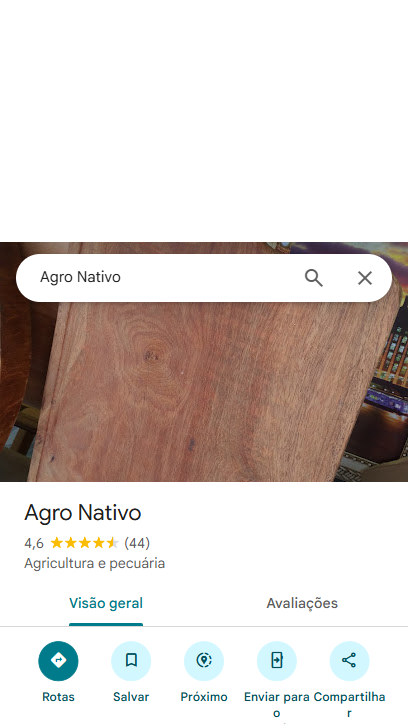 Agro Nativo
Agro Nativo
4,6 (44)
Agricultura e pecuária
Visão geral Avaliações
Rotas Salvar Próximo Enviar para o Compartilhar